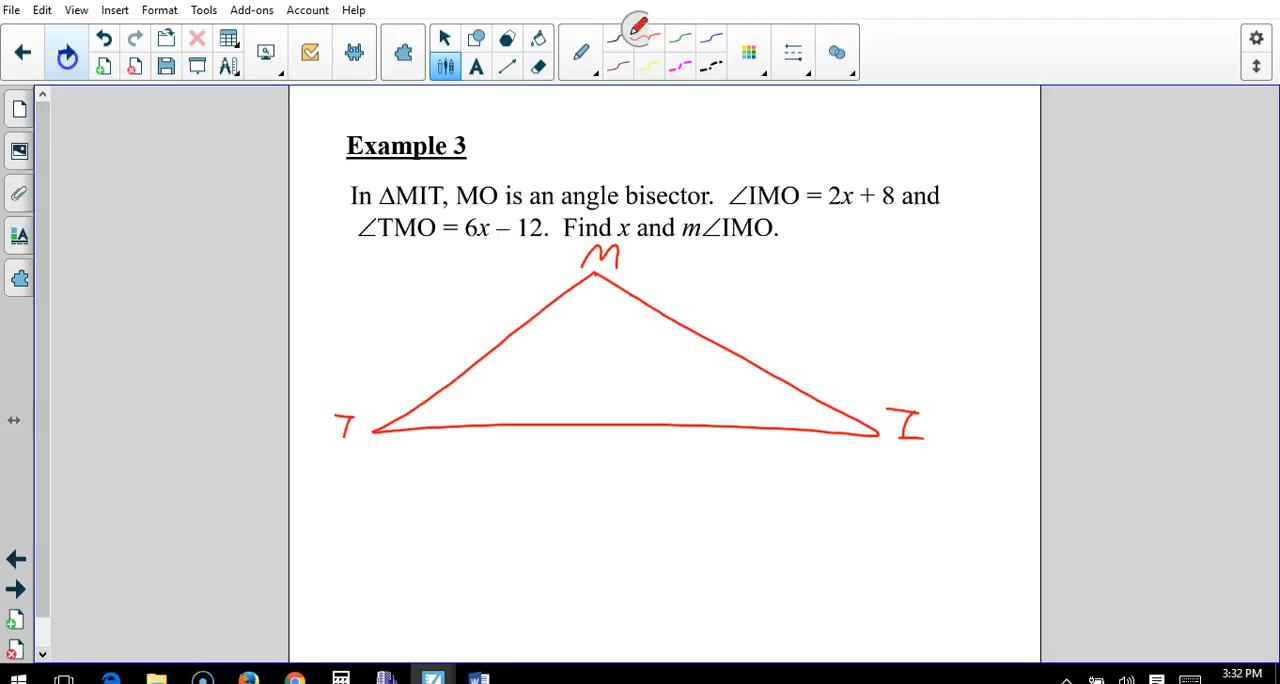 File Edit View Insert Format Tools Add-ons Account Help
Example 3
In ΔMIT, MO is an angle bisector. ∠IMO = 2x + 8 and
∠TMO = 6x – 12. Find x and m∠IMO.
M
T
I
3:32 PM